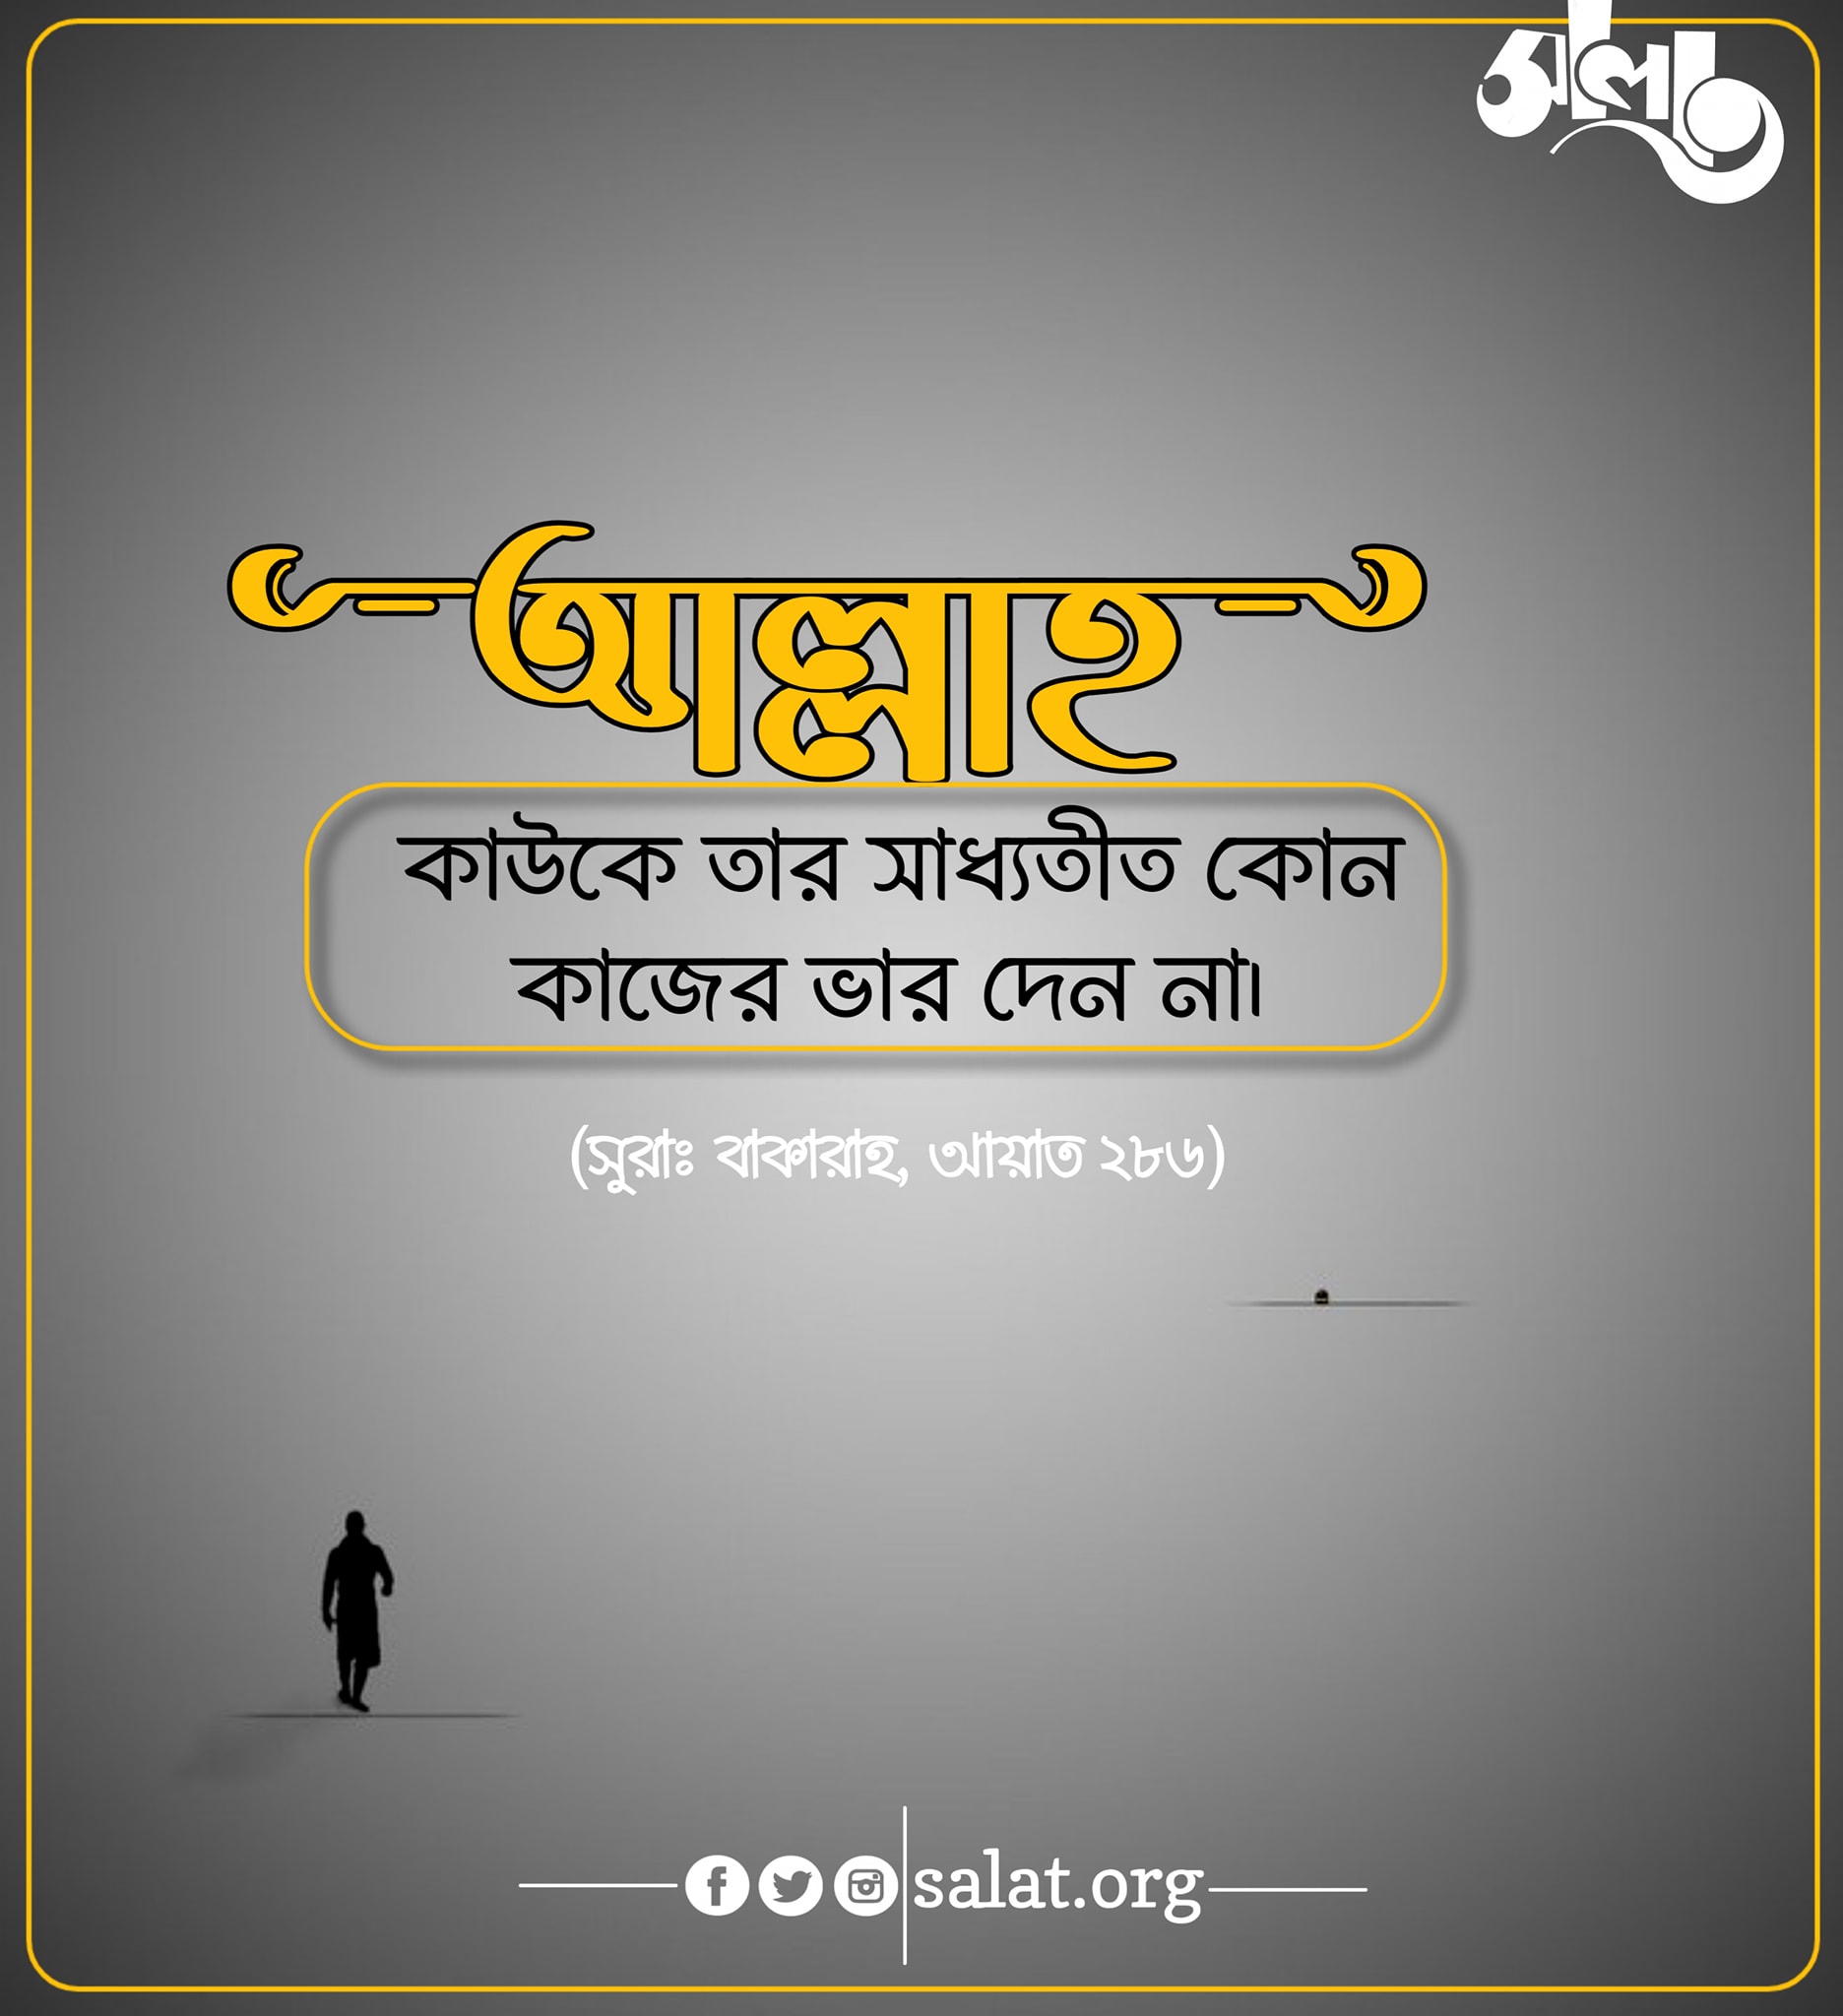 সালাত
আল্লাহ
কাউকে তার সাধ্যতীত কোন
কাজের ভার দেন না।
(সুরাঃ বাকারাহ, আয়াত ২৮৬)
salat.org